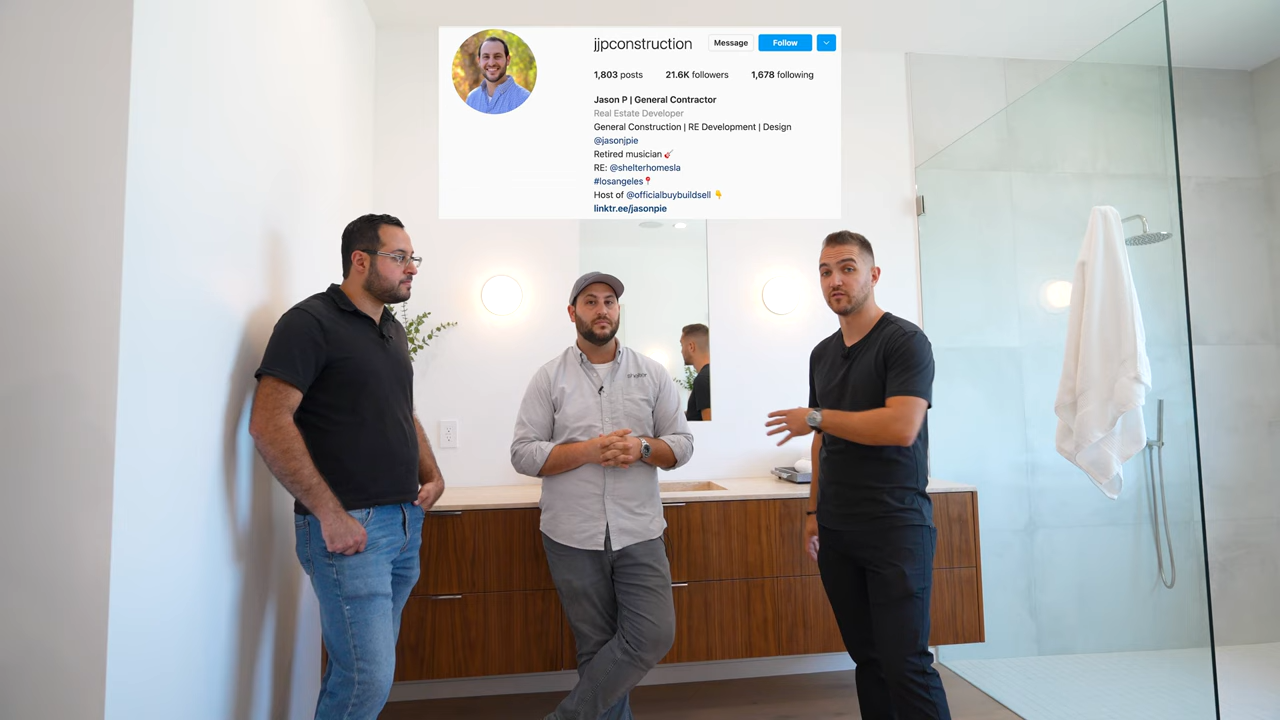 jjpconstruction Message Follow
1,803 posts 21.6K followers 1,678 following
Jason P | General Contractor
Real Estate Developer
General Construction | RE Development | Design
@jasonjpie
Retired musician 🎸
RE: @shelterhomesla
#losangeles📍
Host of @officialbuybuildsell 👇
linktr.ee/jasonpie